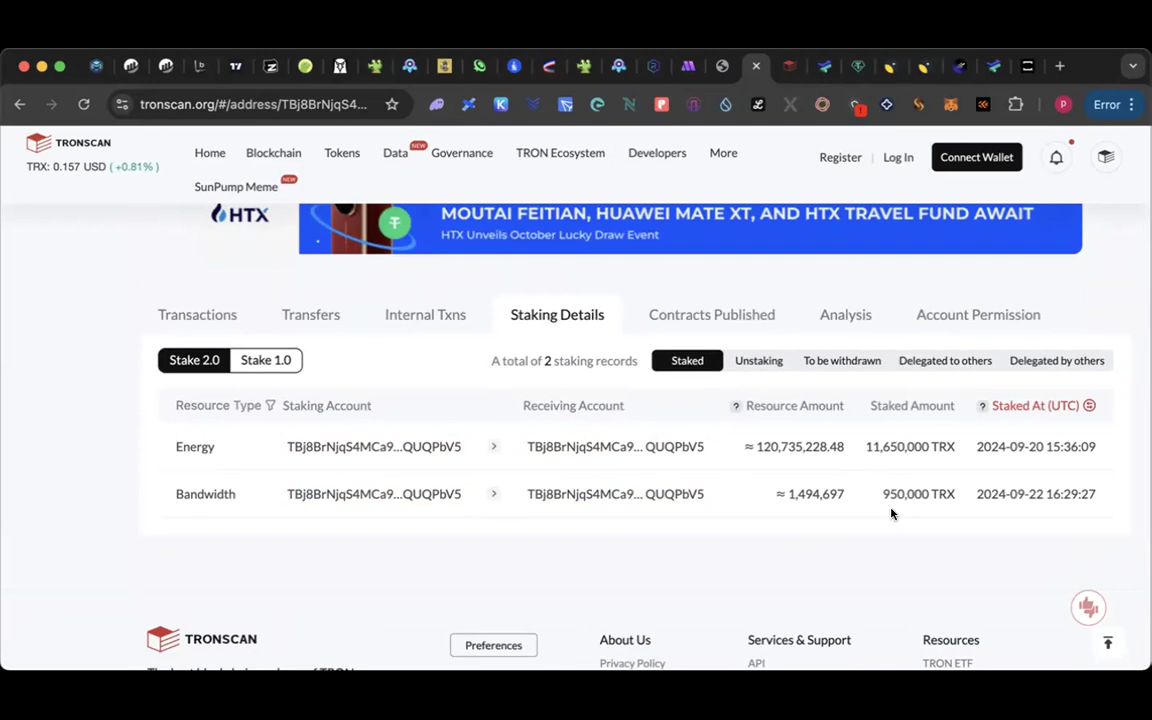 tronscan.org/#/address/TBj8BrNjqS4...
Error
TRONSCAN
TRX: 0.157 USD ( +0.81% )
Home Blockchain Tokens Data NEW Governance TRON Ecosystem Developers More
SunPump Meme NEW
Register Log In Connect Wallet
HTX
MOUTAI FEITIAN, HUAWEI MATE XT, AND HTX TRAVEL FUND AWAIT
HTX Unveils October Lucky Draw Event
Transactions Transfers Internal Txns Staking Details Contracts Published Analysis Account Permission
Stake 2.0 Stake 1.0 A total of 2 staking records Staked Unstaking To be withdrawn Delegated to others Delegated by others
Resource Type Staking Account Receiving Account ? Resource Amount Staked Amount ? Staked At (UTC)
Energy TBj8BrNjqS4MCa9...QUQPbV5 > TBj8BrNjqS4MCa9... QUQPbV5 ≈ 120,735,228.48 11,650,000 TRX 2024-09-20 15:36:09
Bandwidth TBj8BrNjqS4MCa9...QUQPbV5 > TBj8BrNjqS4MCa9... QUQPbV5 ≈ 1,494,697 950,000 TRX 2024-09-22 16:29:27
TRONSCAN Preferences About Us Services & Support Resources
Privacy Policy API TRON ETF